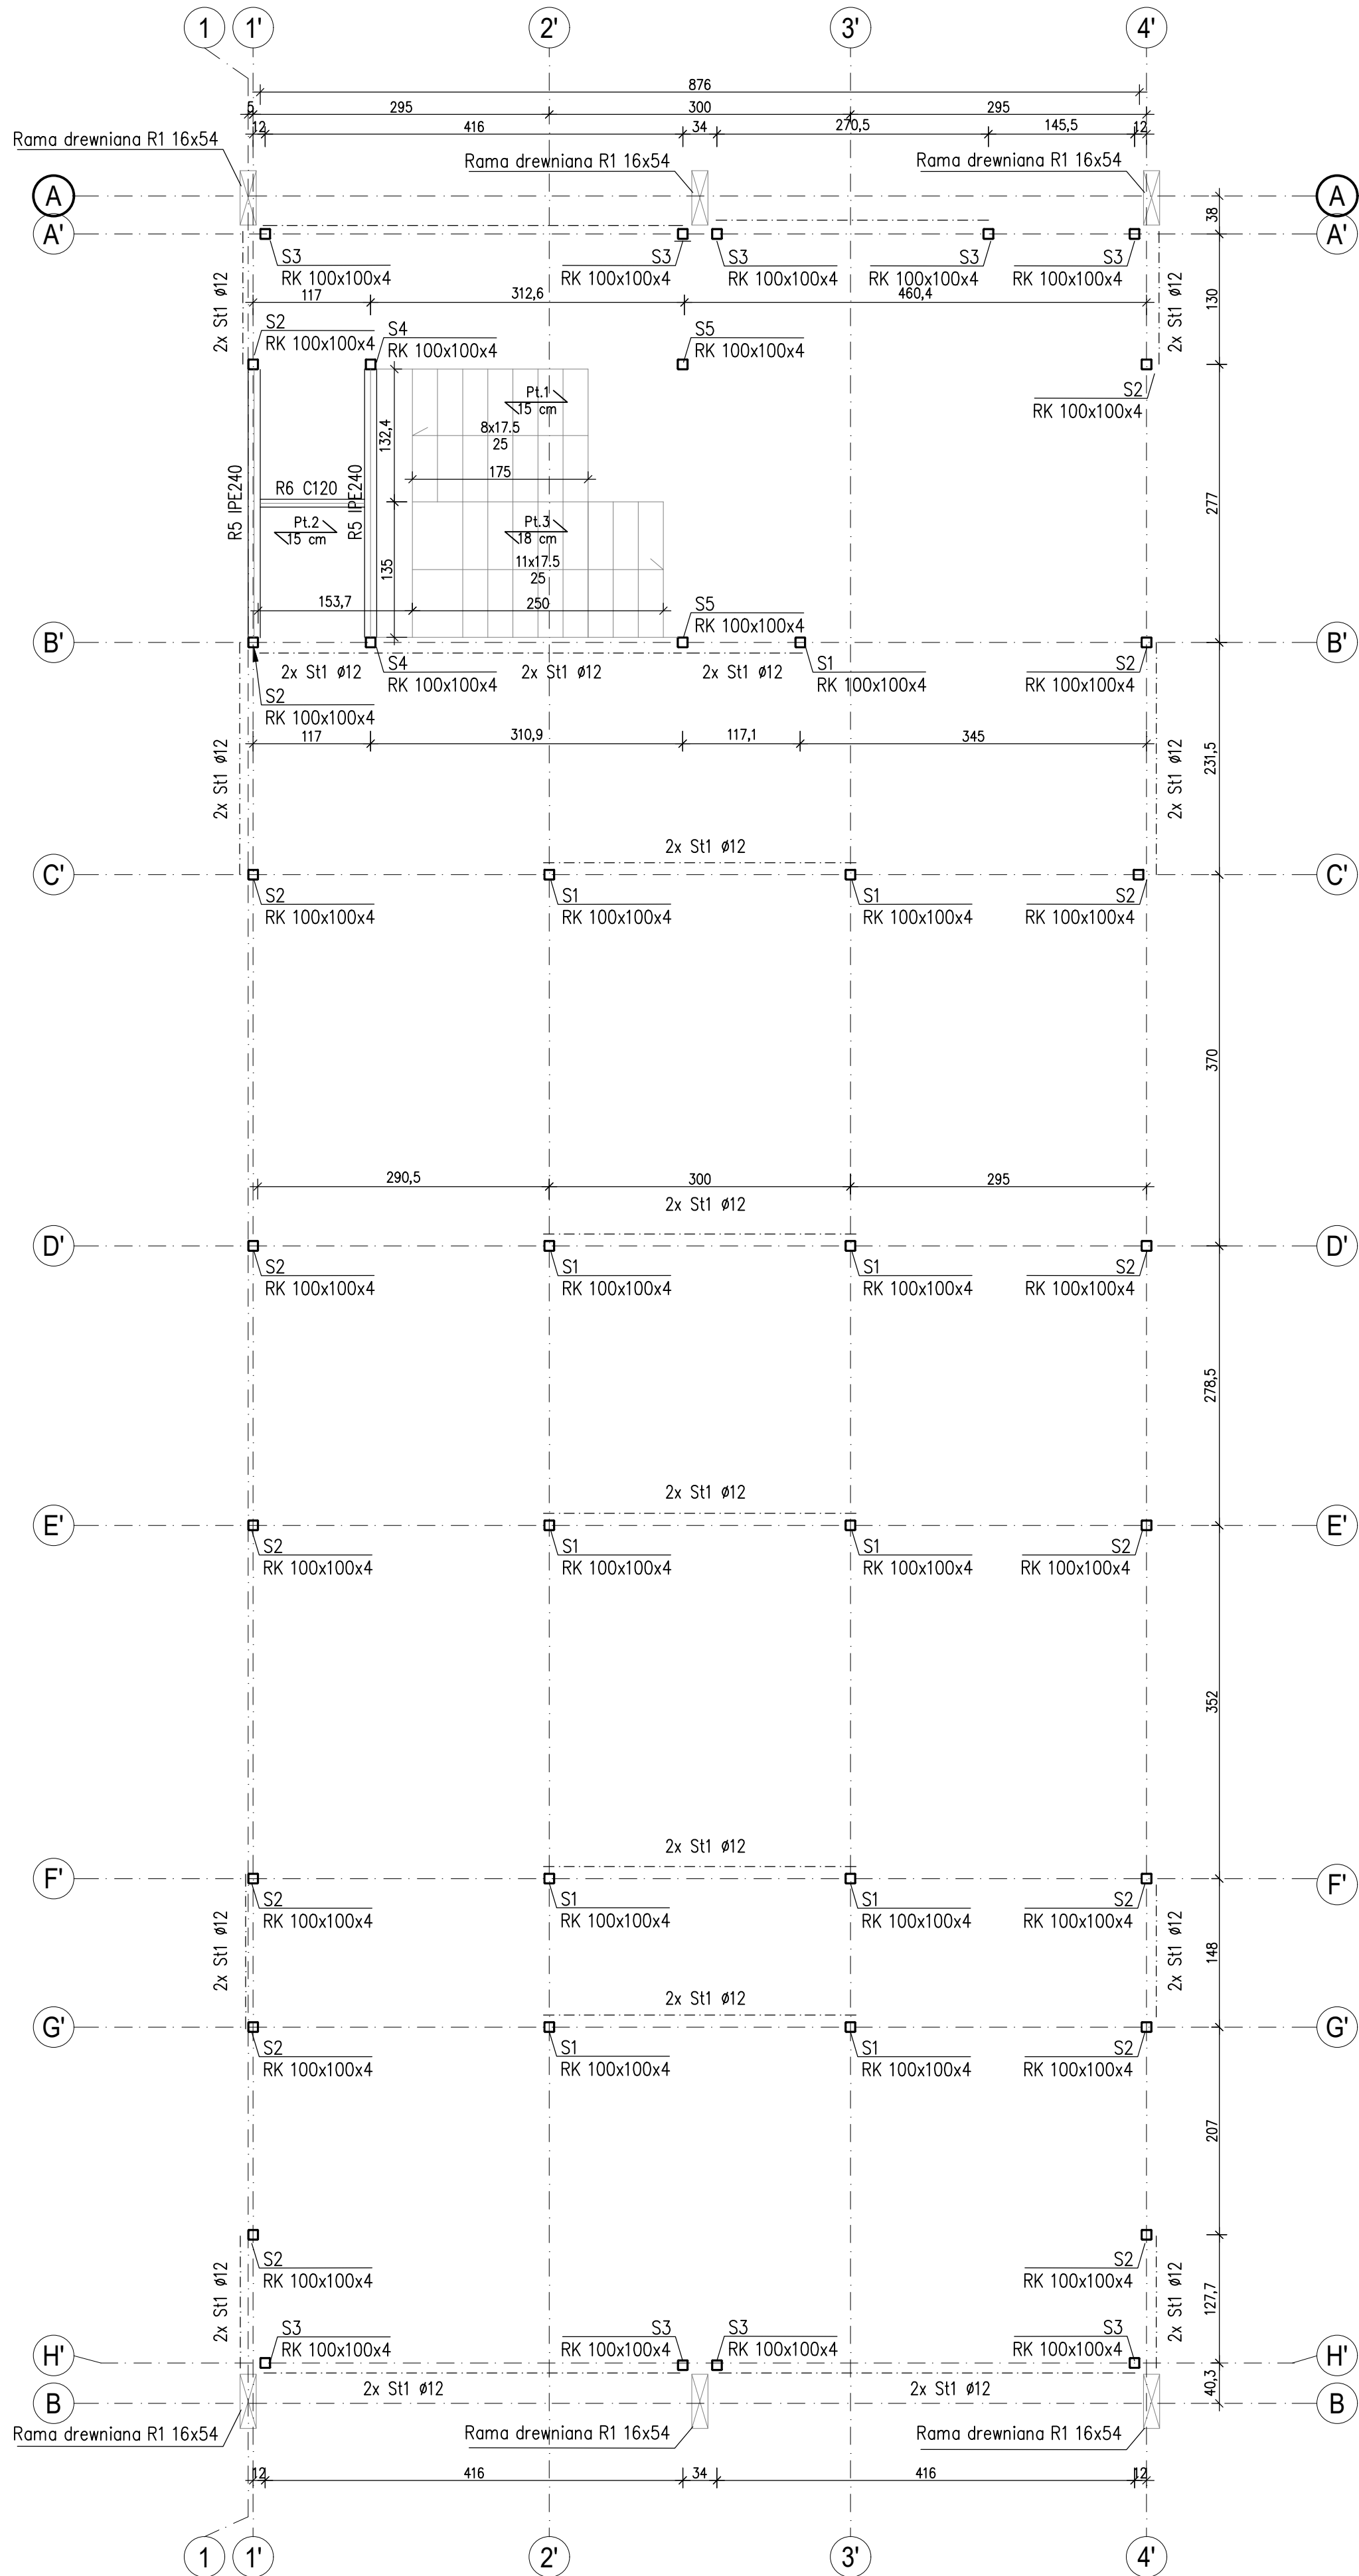 1 1' 2' 3' 4'
876
5 295 300 295
12 416 34 270,5 145,5 12
Rama drewniana R1 16x54
Rama drewniana R1 16x54
Rama drewniana R1 16x54
A A
38
A' A'
S3 S3 S3 S3 S3
RK 100x100x4 RK 100x100x4 RK 100x100x4 RK 100x100x4 RK 100x100x4
2x St1 ø12 2x St1 ø12
130
117 312,6 460,4
S2 S4 S5
RK 100x100x4 RK 100x100x4 RK 100x100x4
S2
RK 100x100x4
Pt.1
15 cm
8x17.5
25
132,4
175
277
R5 IPE240
R6 C120
R5 IPE240
Pt.2
15 cm
Pt.3
18 cm
11x17.5
25
135
153,7 250
S5
RK 100x100x4
B' B'
2x St1 ø12 2x St1 ø12 2x St1 ø12
S4 S1 S2
RK 100x100x4 RK 100x100x4 RK 100x100x4
S2
RK 100x100x4
117 310,9 117,1 345
2x St1 ø12 2x St1 ø12
231,5
2x St1 ø12
C' C'
S2 S1 S1 S2
RK 100x100x4 RK 100x100x4 RK 100x100x4 RK 100x100x4
370
290,5 300 295
2x St1 ø12
D' D'
S2 S1 S1 S2
RK 100x100x4 RK 100x100x4 RK 100x100x4 RK 100x100x4
278,5
2x St1 ø12
E' E'
S2 S1 S1 S2
RK 100x100x4 RK 100x100x4 RK 100x100x4 RK 100x100x4
352
2x St1 ø12
F' F'
S2 S1 S1 S2
RK 100x100x4 RK 100x100x4 RK 100x100x4 RK 100x100x4
2x St1 ø12 2x St1 ø12
148
2x St1 ø12
G' G'
S2 S1 S1 S2
RK 100x100x4 RK 100x100x4 RK 100x100x4 RK 100x100x4
207
S2 S2
RK 100x100x4 RK 100x100x4
2x St1 ø12 2x St1 ø12
127,7
S3 S3 S3 S3
RK 100x100x4 RK 100x100x4 RK 100x100x4 RK 100x100x4
H' H'
40,3
2x St1 ø12 2x St1 ø12
B B
Rama drewniana R1 16x54
Rama drewniana R1 16x54
Rama drewniana R1 16x54
12 416 34 416 12
1 1' 2' 3' 4'